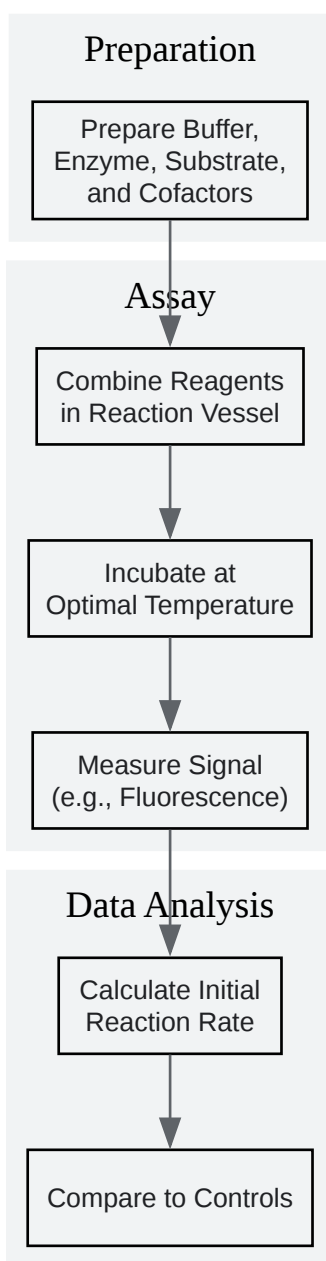 Preparation
Prepare Buffer,
Enzyme, Substrate,
and Cofactors
Assay
Combine Reagents
in Reaction Vessel
Incubate at
Optimal Temperature
Measure Signal
(e.g., Fluorescence)
Data Analysis
Calculate Initial
Reaction Rate
Compare to Controls